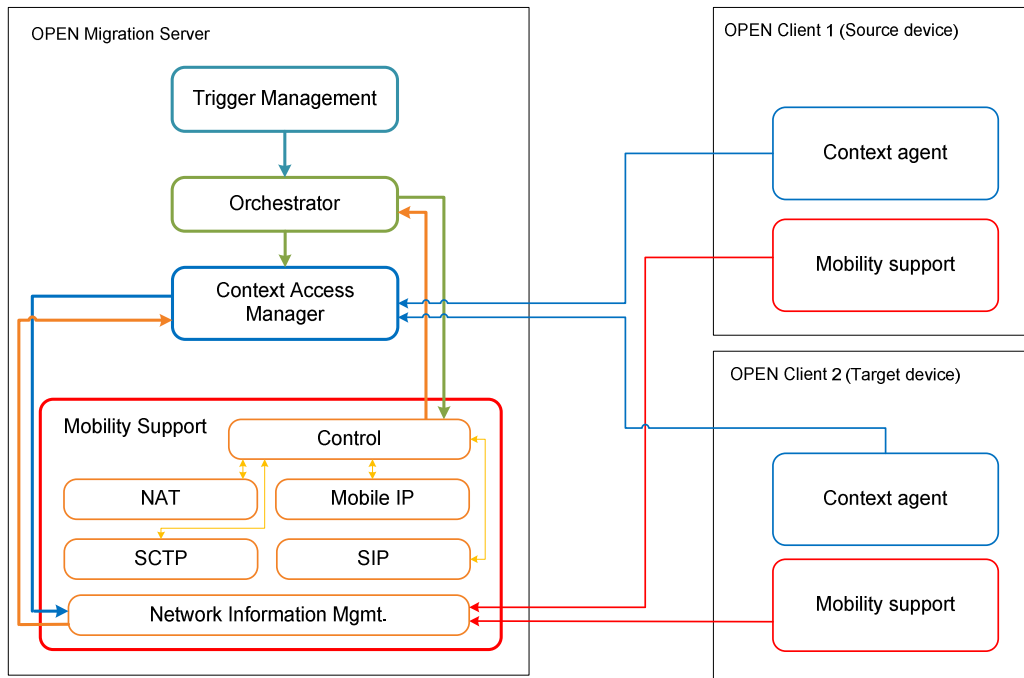 OPEN Migration Server
Trigger Management
Orchestrator
Context Access
Manager
Mobility Support
Control
NAT
Mobile IP
SCTP
SIP
Network Information Mgmt.
OPEN Client 1 (Source device)
Context agent
Mobility support
OPEN Client 2 (Target device)
Context agent
Mobility support